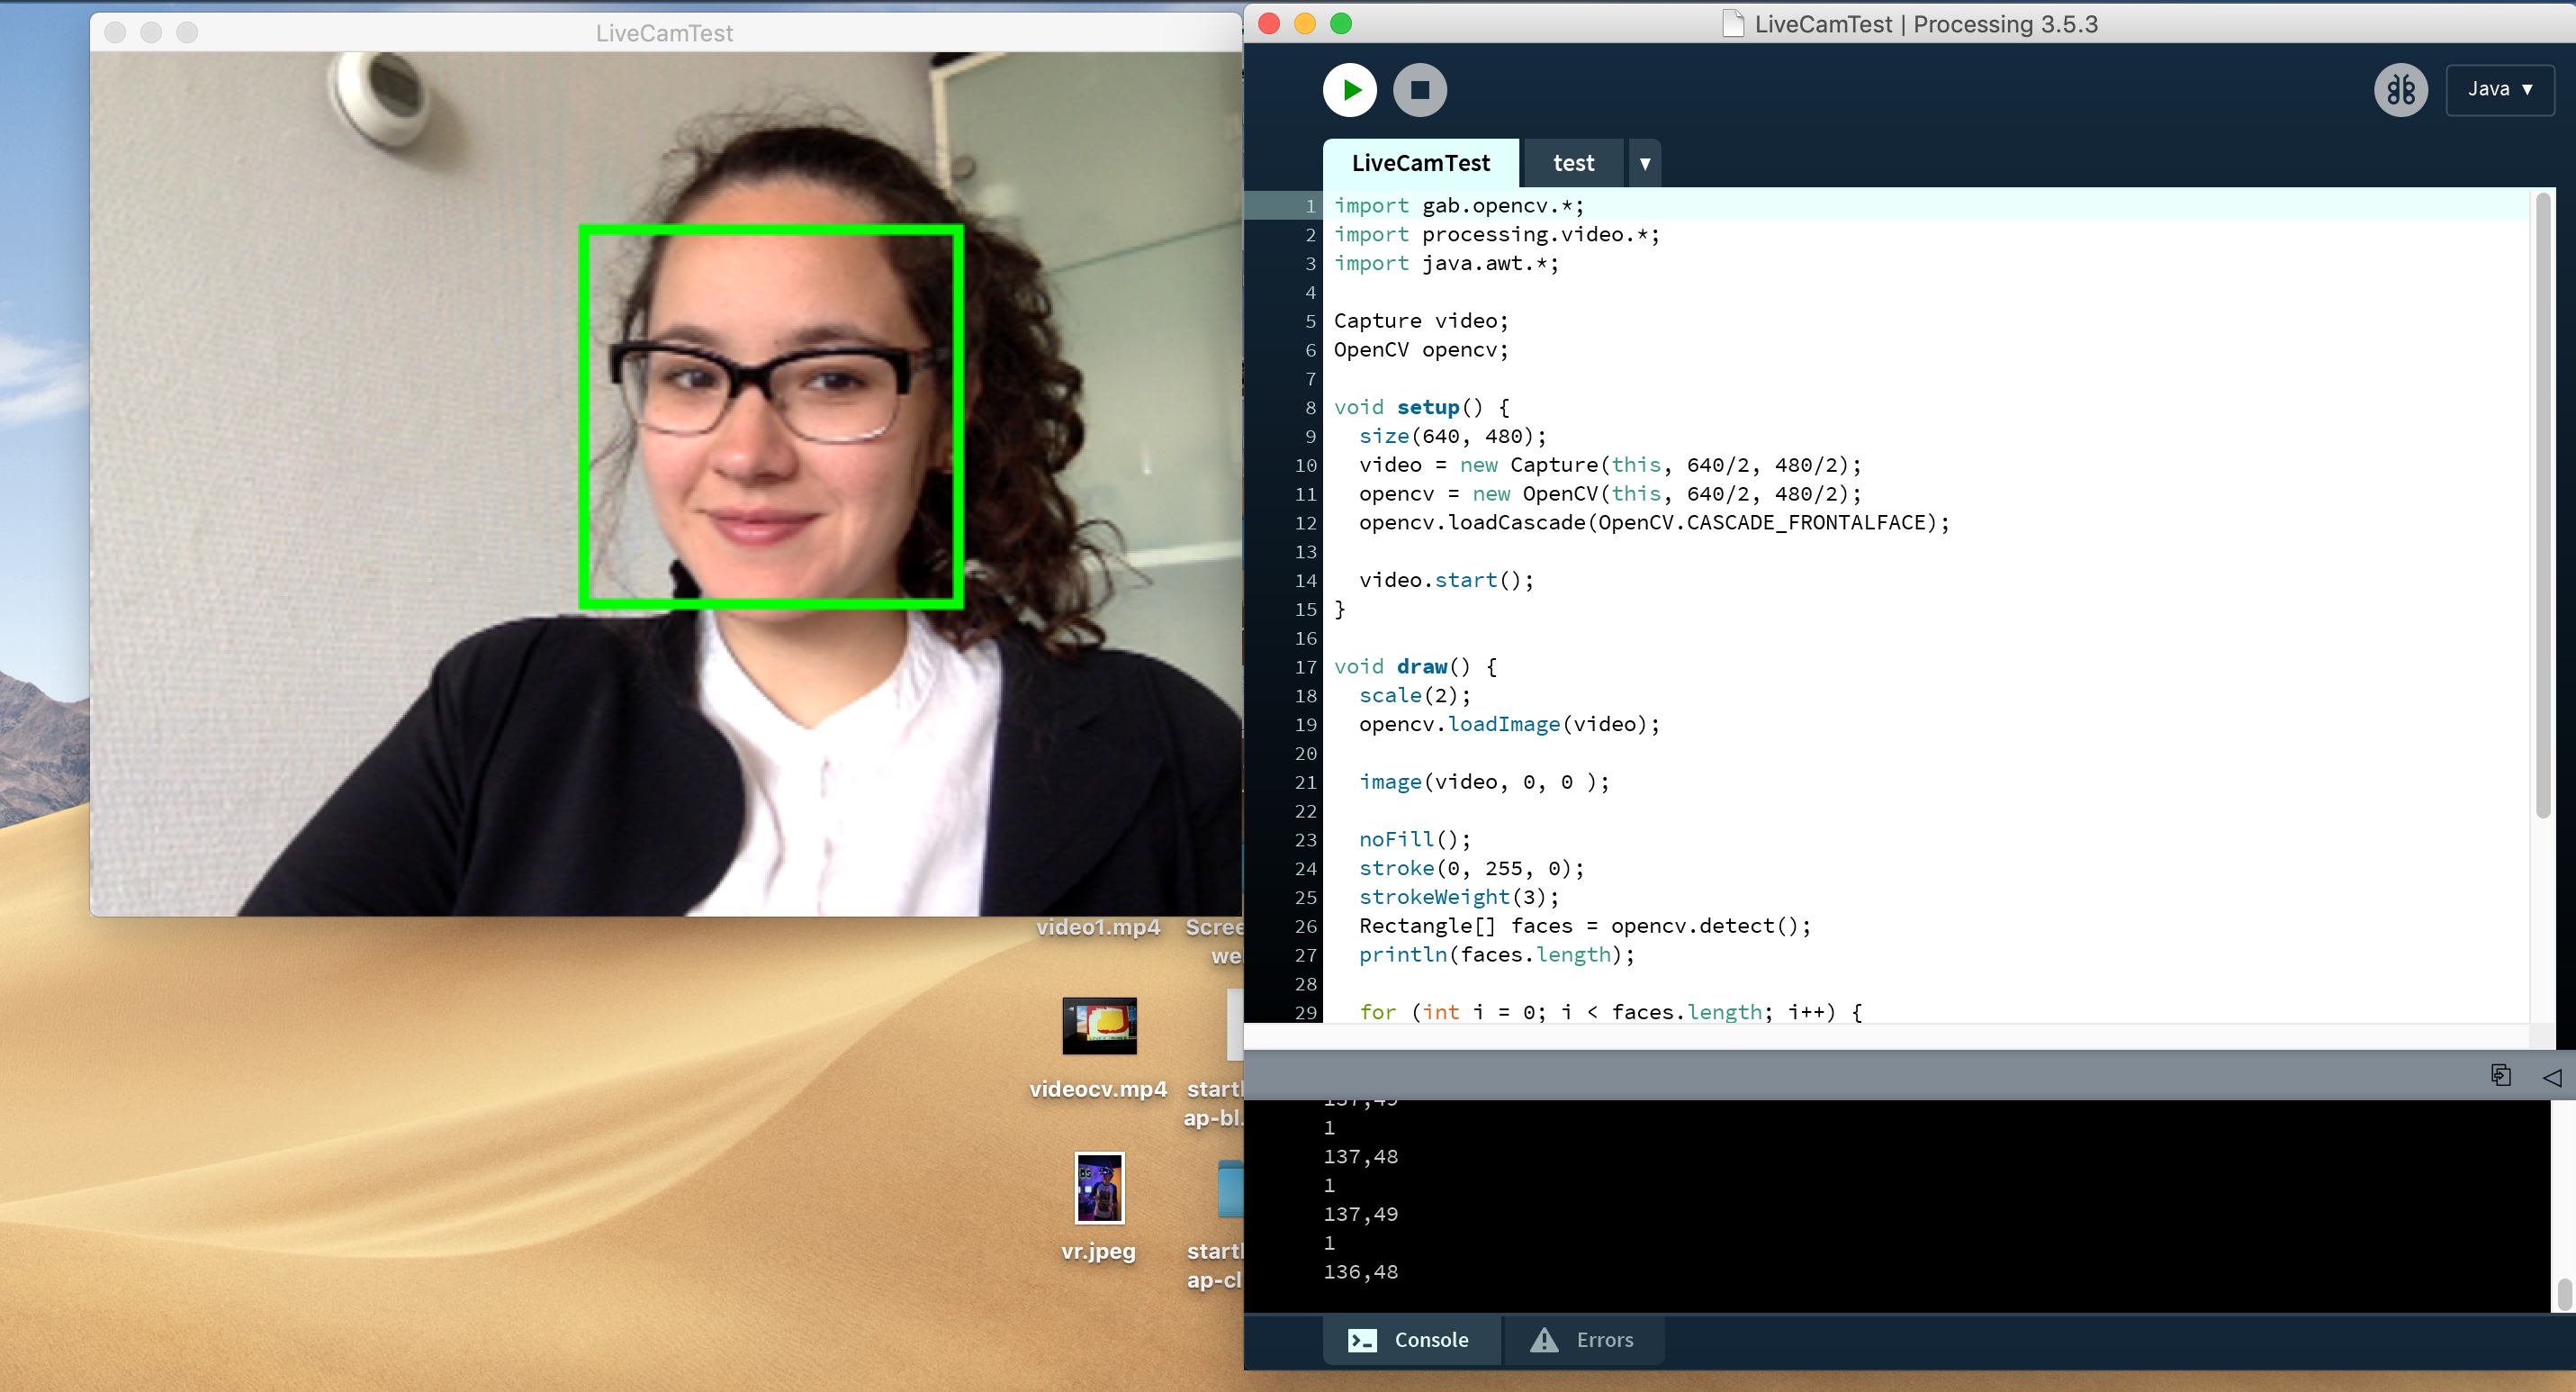 LiveCamTest
LiveCamTest | Processing 3.5.3
Java ▼
LiveCamTest
test
▼
1 import gab.opencv.*;
2 import processing.video.*;
3 import java.awt.*;
4
5 Capture video;
6 OpenCV opencv;
7
8 void setup() {
9 size(640, 480);
10 video = new Capture(this, 640/2, 480/2);
11 opencv = new OpenCV(this, 640/2, 480/2);
12 opencv.loadCascade(OpenCV.CASCADE_FRONTALFACE);
13
14 video.start();
15 }
16
17 void draw() {
18 scale(2);
19 opencv.loadImage(video);
20
21 image(video, 0, 0 );
22
23 noFill();
24 stroke(0, 255, 0);
25 strokeWeight(3);
26 Rectangle[] faces = opencv.detect();
27 println(faces.length);
28
29 for (int i = 0; i < faces.length; i++) {
137,49
1
137,48
1
137,49
1
136,48
Console
Errors
video1.mp4
Scree
we
videocv.mp4
start
ap-bl.
vr.jpeg
start
ap-cl